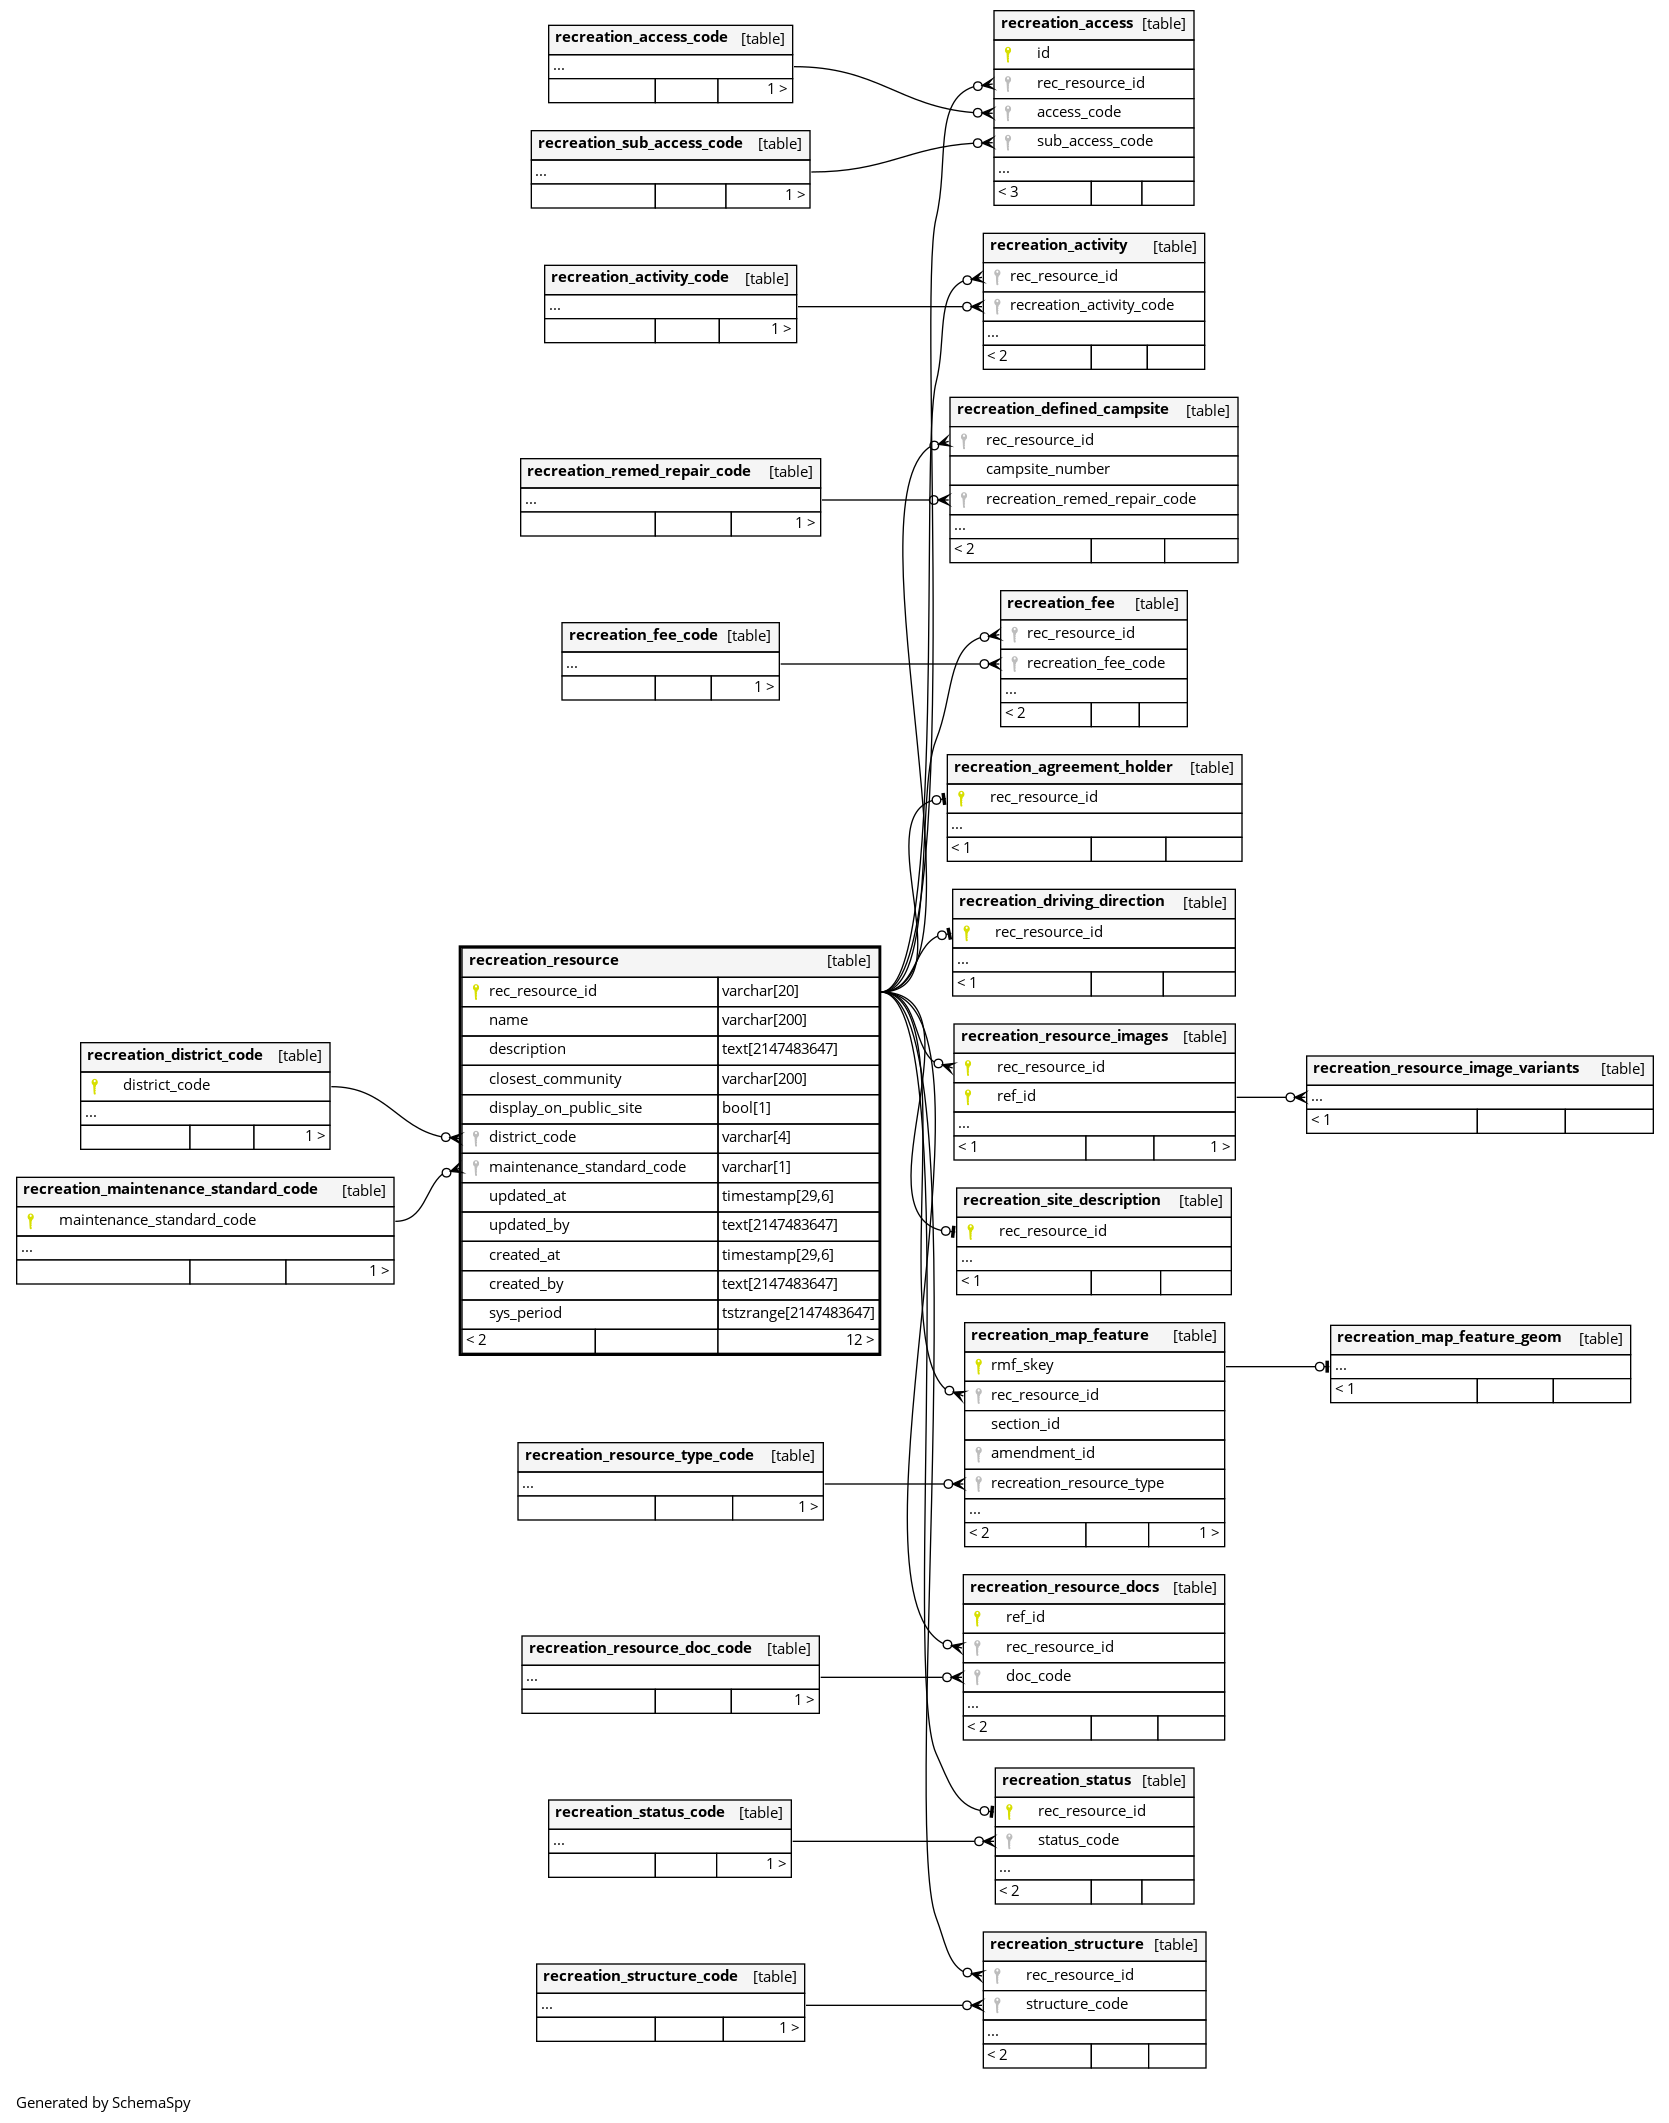 recreation_access_code [table]
...
1 >
recreation_sub_access_code [table]
...
1 >
recreation_activity_code [table]
...
1 >
recreation_remed_repair_code [table]
...
1 >
recreation_fee_code [table]
...
1 >
recreation_district_code [table]
district_code
...
1 >
recreation_maintenance_standard_code [table]
maintenance_standard_code
...
1 >
recreation_resource [table]
rec_resource_id varchar[20]
name varchar[200]
description text[2147483647]
closest_community varchar[200]
display_on_public_site bool[1]
district_code varchar[4]
maintenance_standard_code varchar[1]
updated_at timestamp[29,6]
updated_by text[2147483647]
created_at timestamp[29,6]
created_by text[2147483647]
sys_period tstzrange[2147483647]
< 2 12 >
recreation_resource_type_code [table]
...
1 >
recreation_resource_doc_code [table]
...
1 >
recreation_status_code [table]
...
1 >
recreation_structure_code [table]
...
1 >
recreation_access [table]
id
rec_resource_id
access_code
sub_access_code
...
< 3
recreation_activity [table]
rec_resource_id
recreation_activity_code
...
< 2
recreation_defined_campsite [table]
rec_resource_id
campsite_number
recreation_remed_repair_code
...
< 2
recreation_fee [table]
rec_resource_id
recreation_fee_code
...
< 2
recreation_agreement_holder [table]
rec_resource_id
...
< 1
recreation_driving_direction [table]
rec_resource_id
...
< 1
recreation_resource_images [table]
rec_resource_id
ref_id
...
< 1 1 >
recreation_site_description [table]
rec_resource_id
...
< 1
recreation_map_feature [table]
rmf_skey
rec_resource_id
section_id
amendment_id
recreation_resource_type
...
< 2 1 >
recreation_resource_docs [table]
ref_id
rec_resource_id
doc_code
...
< 2
recreation_status [table]
rec_resource_id
status_code
...
< 2
recreation_structure [table]
rec_resource_id
structure_code
...
< 2
recreation_resource_image_variants [table]
...
< 1
recreation_map_feature_geom [table]
...
< 1
Generated by SchemaSpy